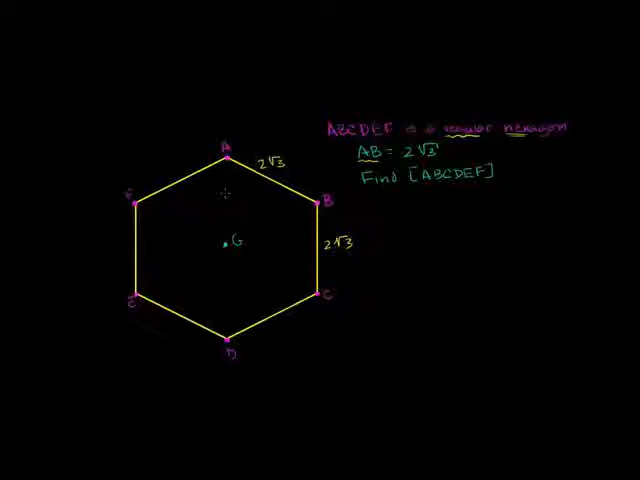 ABCDEF is a regular hexagon
AB = 2√3
Find [ABCDEF]
A
2√3
F
B
G
2√3
E
C
D